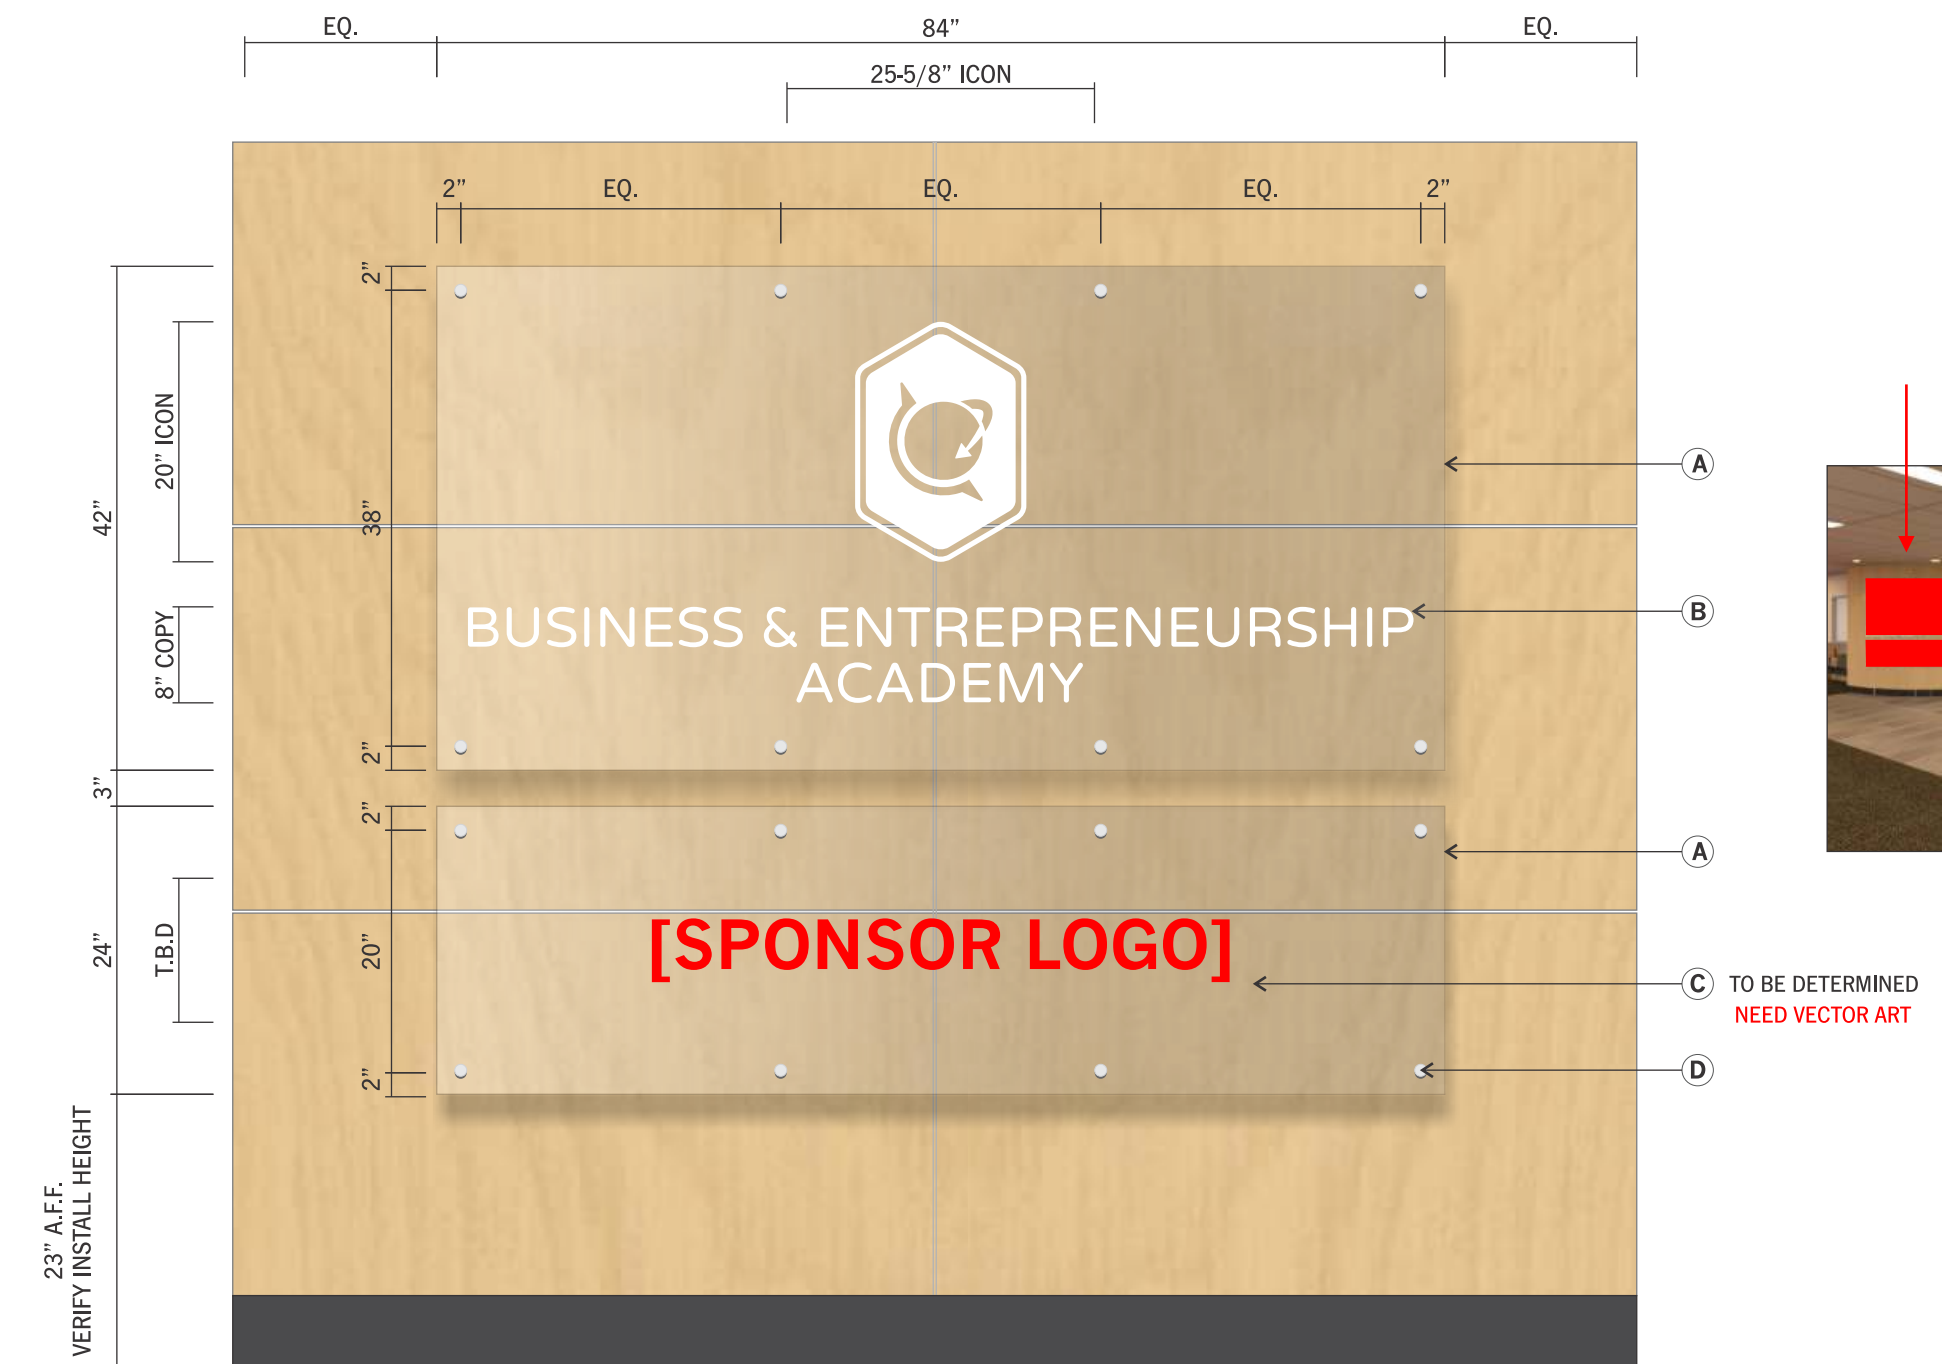 EQ.
84”
EQ.
25-5/8” ICON
2”
EQ.
EQ.
EQ.
2”
2”
20” ICON
42”
38”
A
8” COPY
B
BUSINESS & ENTREPRENEURSHIP
ACADEMY
2”
3”
2”
A
T.B.D
24”
20”
[SPONSOR LOGO]
C TO BE DETERMINED
NEED VECTOR ART
2”
D
23” A.F.F.
VERIFY INSTALL HEIGHT